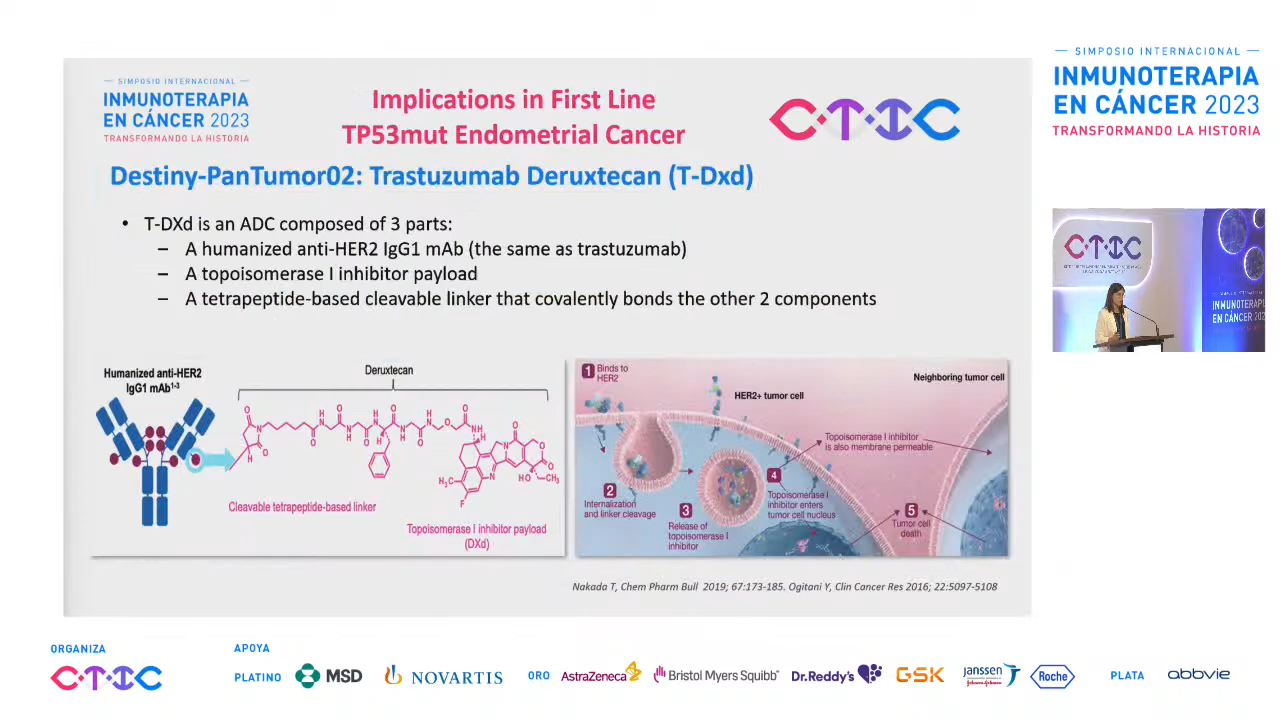 SIMPOSIO INTERNACIONAL
INMUNOTERAPIA
EN CÁNCER 2023
TRANSFORMANDO LA HISTORIA
Implications in First Line
TP53mut Endometrial Cancer
CTIC
Destiny-PanTumor02: Trastuzumab Deruxtecan (T-Dxd)
• T-DXd is an ADC composed of 3 parts:
– A humanized anti-HER2 IgG1 mAb (the same as trastuzumab)
– A topoisomerase I inhibitor payload
– A tetrapeptide-based cleavable linker that covalently bonds the other 2 components
Humanized anti-HER2
IgG1 mAb1-3
Deruxtecan
Cleavable tetrapeptide-based linker
Topoisomerase I inhibitor payload
(DXd)
1 Binds to
HER2
HER2+ tumor cell
Neighboring tumor cell
Topoisomerase I inhibitor
is also membrane permeable
2
Internalization
and linker cleavage
3
Release of
topoisomerase I
inhibitor
4
Topoisomerase I
inhibitor enters
tumor cell nucleus
5
Tumor cell
death
Nakada T, Chem Pharm Bull 2019; 67:173-185. Ogitani Y, Clin Cancer Res 2016; 22:5097-5108
SIMPOSIO INTERNACIONAL
INMUNOTERAPIA
EN CÁNCER 2023
TRANSFORMANDO LA HISTORIA
CTIC
INMUNOTERAPIA
EN CÁNCER 202
ORGANIZA
CTIC
APOYA
PLATINO
MSD
NOVARTIS
ORO
AstraZeneca
Bristol Myers Squibb
Dr.Reddy's
GSK
Janssen
Johnson&Johnson
Roche
PLATA
abbvie